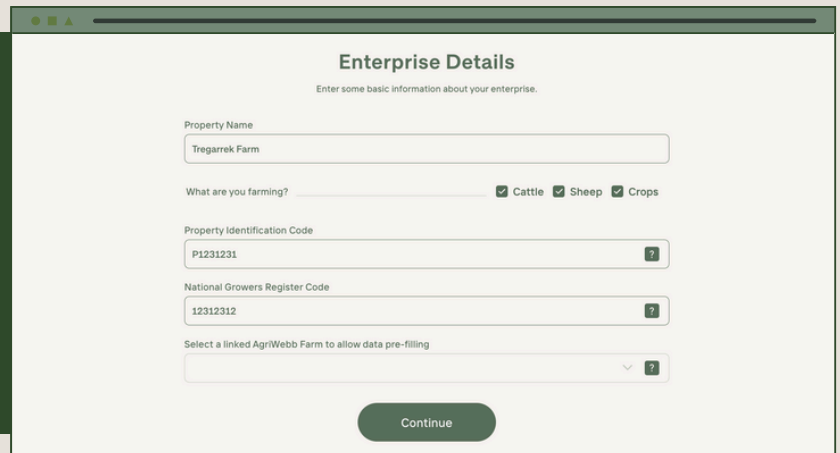 Enterprise Details
Enter some basic information about your enterprise.
Property Name
Tregarrek Farm
What are you farming? Cattle Sheep Crops
Property Identification Code
P1231231 ?
National Growers Register Code
12312312 ?
Select a linked AgriWebb Farm to allow data pre-filling
?
Continue